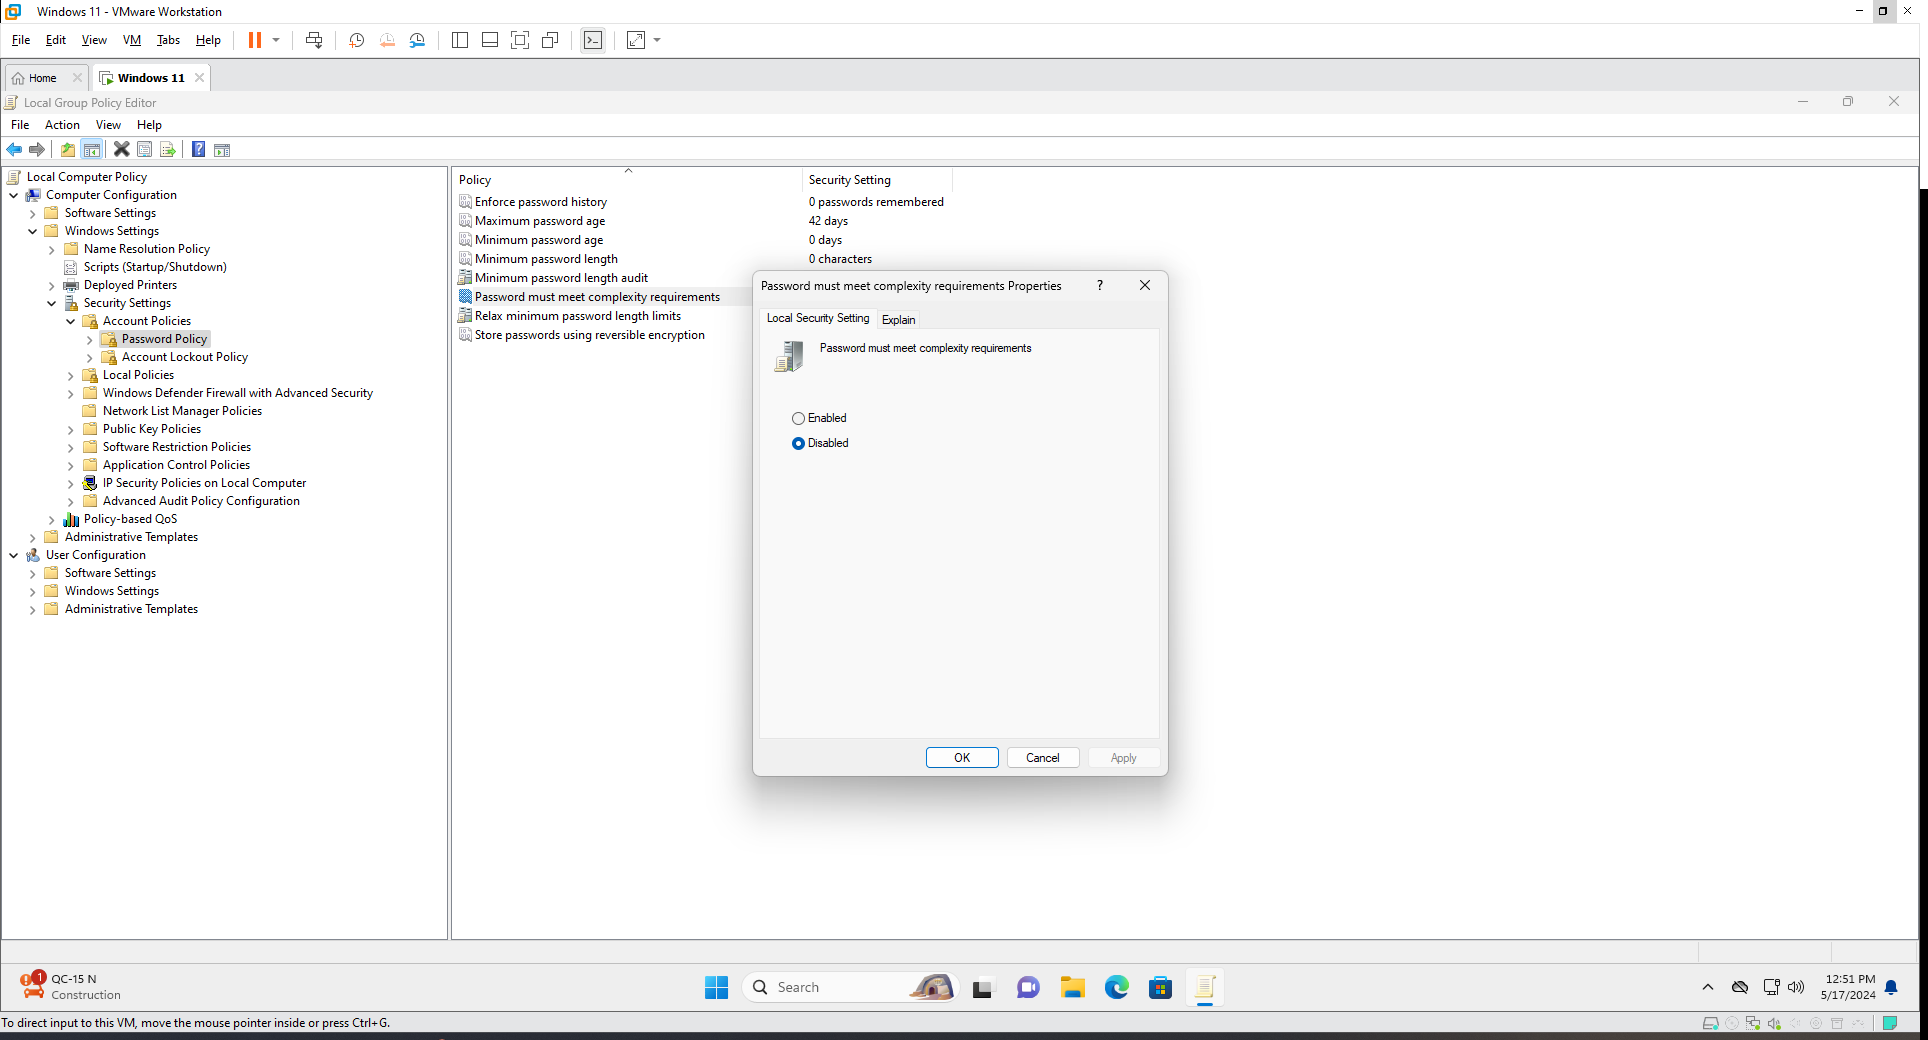 Windows 11 - VMware Workstation
File Edit View VM Tabs Help
Home Windows 11
Local Group Policy Editor
File Action View Help
Local Computer Policy
Computer Configuration
Software Settings
Windows Settings
Name Resolution Policy
Scripts (Startup/Shutdown)
Deployed Printers
Security Settings
Account Policies
Password Policy
Account Lockout Policy
Local Policies
Windows Defender Firewall with Advanced Security
Network List Manager Policies
Public Key Policies
Software Restriction Policies
Application Control Policies
IP Security Policies on Local Computer
Advanced Audit Policy Configuration
Policy-based QoS
Administrative Templates
User Configuration
Software Settings
Windows Settings
Administrative Templates
Policy Security Setting
Enforce password history 0 passwords remembered
Maximum password age 42 days
Minimum password age 0 days
Minimum password length 0 characters
Minimum password length audit
Password must meet complexity requirements
Relax minimum password length limits
Store passwords using reversible encryption
Password must meet complexity requirements Properties ?
Local Security Setting Explain
Password must meet complexity requirements
Enabled
Disabled
OK Cancel Apply
1
QC-15 N
Construction
Search
12:51 PM
5/17/2024
To direct input to this VM, move the mouse pointer inside or press Ctrl+G.